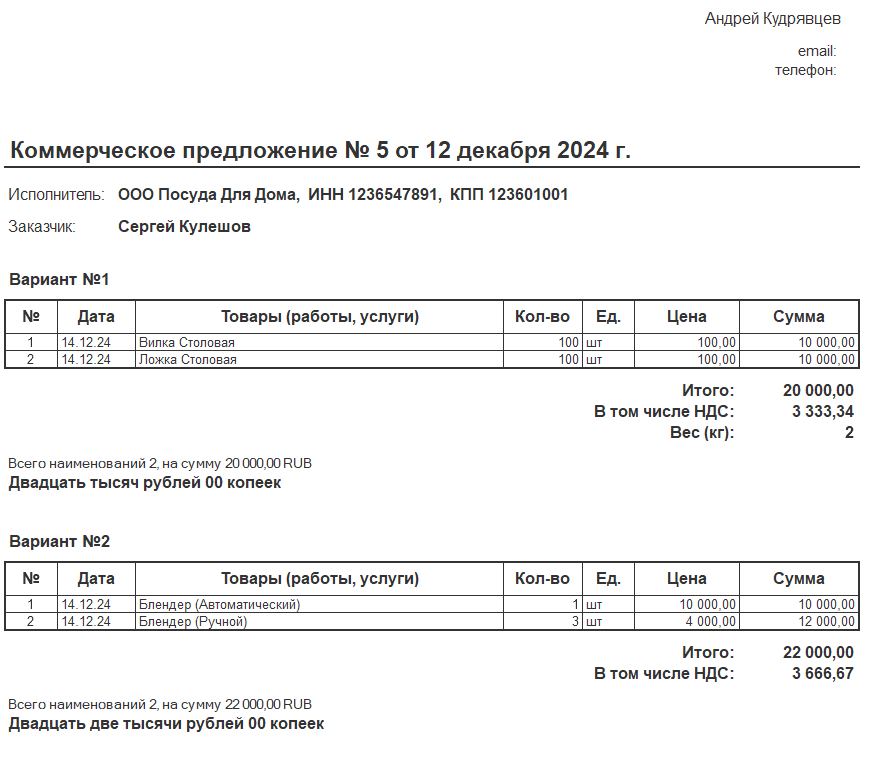 Андрей Кудрявцев
email:
телефон:
Коммерческое предложение № 5 от 12 декабря 2024 г.
Исполнитель: ООО Посуда Для Дома, ИНН 1236547891, КПП 123601001
Заказчик: Сергей Кулешов
Вариант №1
№ Дата Товары (работы, услуги) Кол-во Ед. Цена Сумма
1 14.12.24 Вилка Столовая 100 шт 100,00 10 000,00
2 14.12.24 Ложка Столовая 100 шт 100,00 10 000,00
Итого: 20 000,00
В том числе НДС: 3 333,34
Вес (кг): 2
Всего наименований 2, на сумму 20 000,00 RUB
Двадцать тысяч рублей 00 копеек
Вариант №2
№ Дата Товары (работы, услуги) Кол-во Ед. Цена Сумма
1 14.12.24 Блендер (Автоматический) 1 шт 10 000,00 10 000,00
2 14.12.24 Блендер (Ручной) 3 шт 4 000,00 12 000,00
Итого: 22 000,00
В том числе НДС: 3 666,67
Всего наименований 2, на сумму 22 000,00 RUB
Двадцать две тысячи рублей 00 копеек